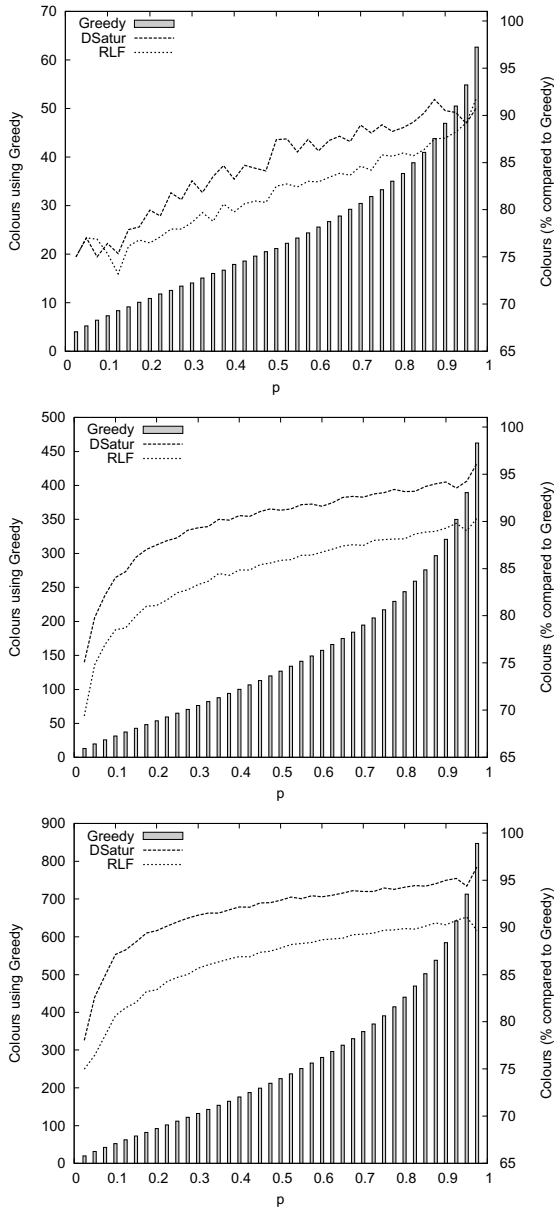 Greedy
DSatur
RLF
70
60
50
40
30
20
10
0
100
95
90
85
80
75
70
65
Colours using Greedy
Colours (% compared to Greedy)
0 0.1 0.2 0.3 0.4 0.5 0.6 0.7 0.8 0.9 1
p
Greedy
DSatur
RLF
500
450
400
350
300
250
200
150
100
50
0
100
95
90
85
80
75
70
65
Colours using Greedy
Colours (% compared to Greedy)
0 0.1 0.2 0.3 0.4 0.5 0.6 0.7 0.8 0.9 1
p
Greedy
DSatur
RLF
900
800
700
600
500
400
300
200
100
0
100
95
90
85
80
75
70
65
Colours using Greedy
Colours (% compared to Greedy)
0 0.1 0.2 0.3 0.4 0.5 0.6 0.7 0.8 0.9 1
p